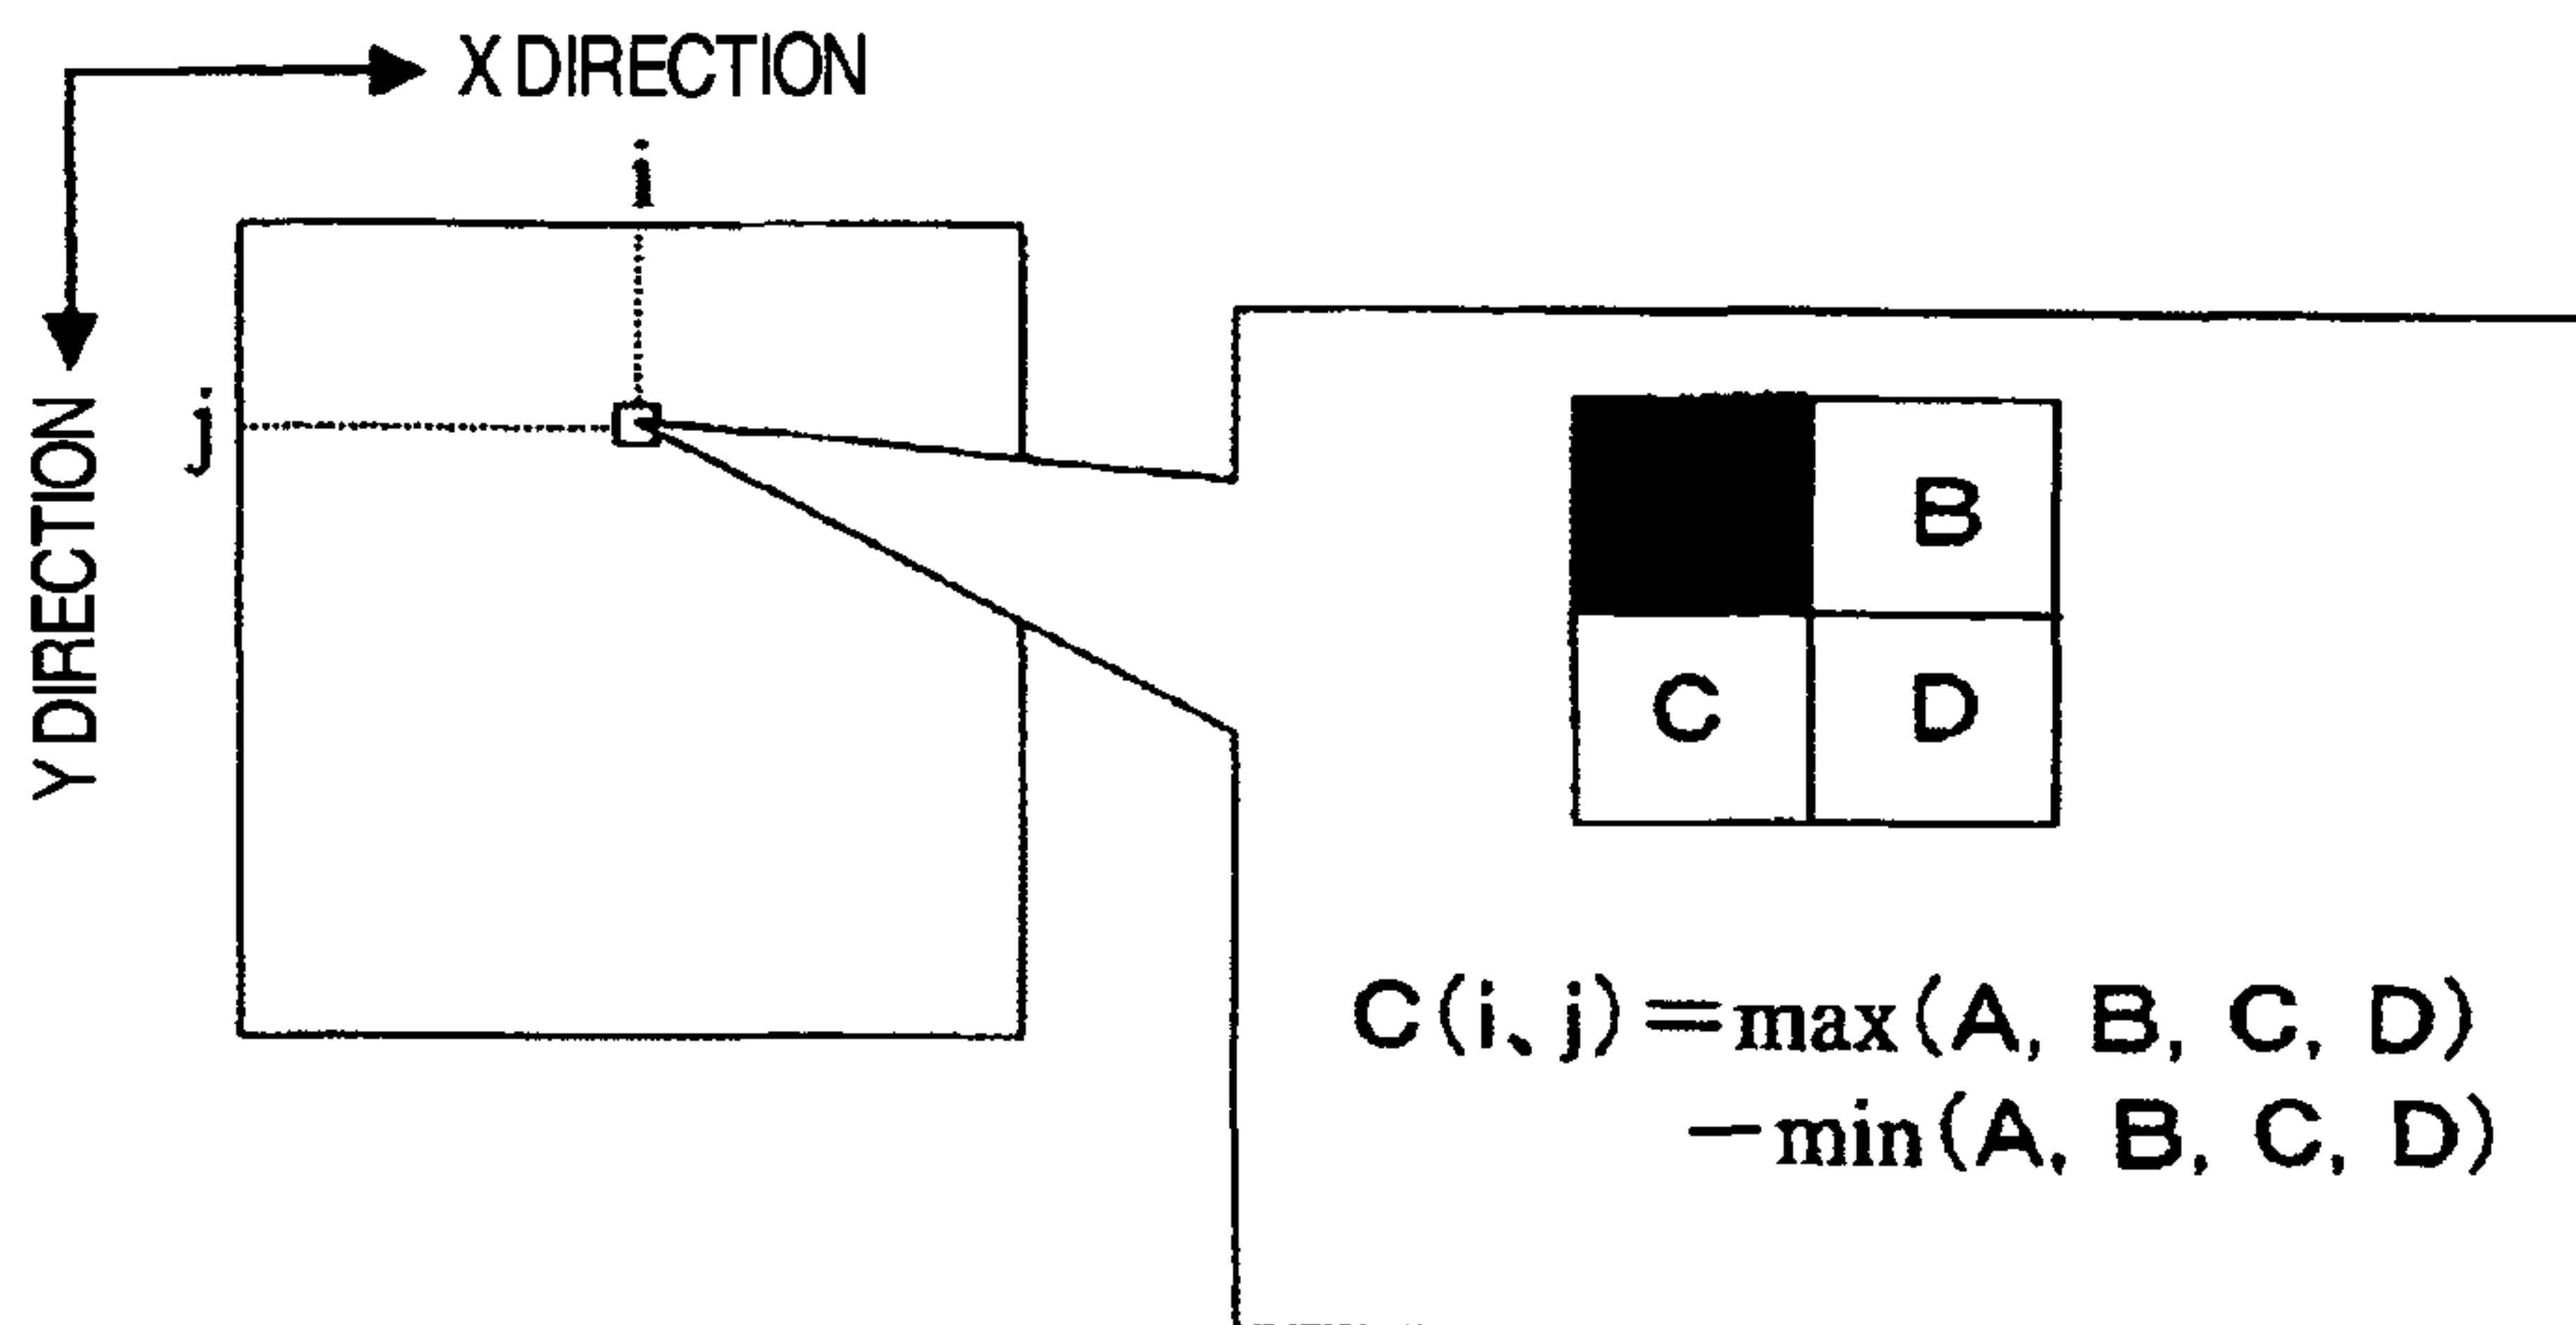 X DIRECTION
i
j
Y DIRECTION
B
C
D
C(i、j)=max(A, B, C, D)
−min(A, B, C, D)